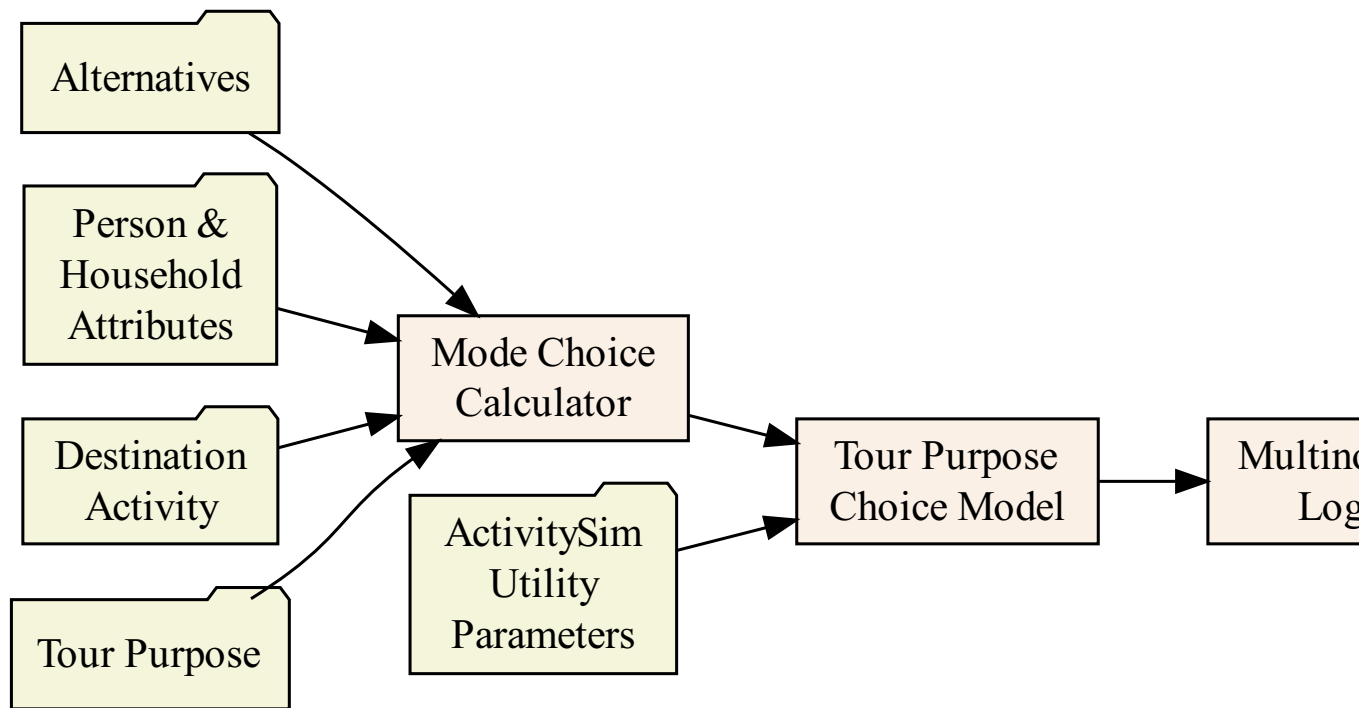 Alternatives
Person &
Household
Attributes
Destination
Activity
Tour Purpose
Mode Choice
Calculator
ActivitySim
Utility
Parameters
Tour Purpose
Choice Model